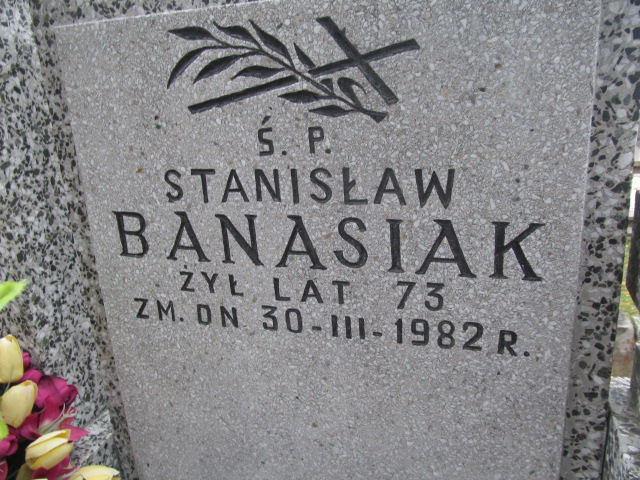 Ś. P.
STANISŁAW
BANASIAK
ŻYŁ LAT 73
ZM. DN. 30-III-1982 R.